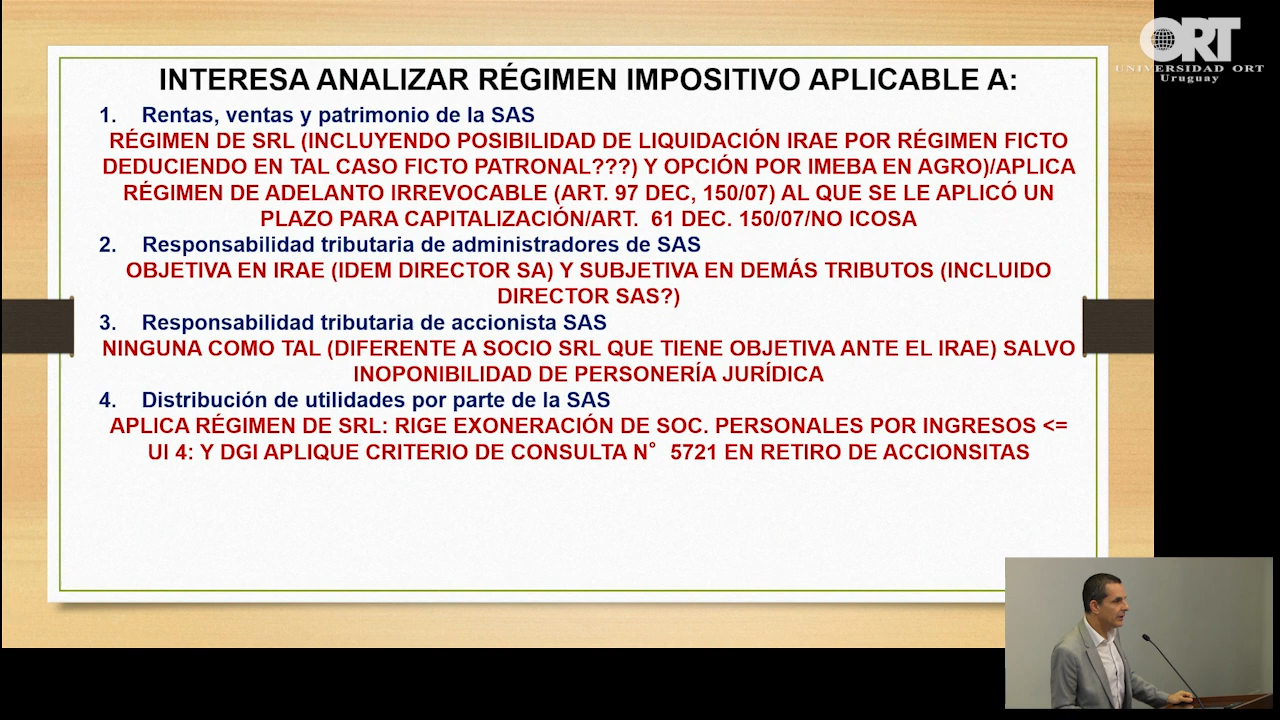 ORT
UNIVERSIDAD ORT
Uruguay
INTERESA ANALIZAR RÉGIMEN IMPOSITIVO APLICABLE A:
1. Rentas, ventas y patrimonio de la SAS
RÉGIMEN DE SRL (INCLUYENDO POSIBILIDAD DE LIQUIDACIÓN IRAE POR RÉGIMEN FICTO
DEDUCIENDO EN TAL CASO FICTO PATRONAL???) Y OPCIÓN POR IMEBA EN AGRO)/APLICA
RÉGIMEN DE ADELANTO IRREVOCABLE (ART. 97 DEC, 150/07) AL QUE SE LE APLICÓ UN
PLAZO PARA CAPITALIZACIÓN/ART. 61 DEC. 150/07/NO ICOSA
2. Responsabilidad tributaria de administradores de SAS
OBJETIVA EN IRAE (IDEM DIRECTOR SA) Y SUBJETIVA EN DEMÁS TRIBUTOS (INCLUIDO
DIRECTOR SAS?)
3. Responsabilidad tributaria de accionista SAS
NINGUNA COMO TAL (DIFERENTE A SOCIO SRL QUE TIENE OBJETIVA ANTE EL IRAE) SALVO
INOPONIBILIDAD DE PERSONERÍA JURÍDICA
4. Distribución de utilidades por parte de la SAS
APLICA RÉGIMEN DE SRL: RIGE EXONERACIÓN DE SOC. PERSONALES POR INGRESOS <=
UI 4: Y DGI APLIQUE CRITERIO DE CONSULTA N° 5721 EN RETIRO DE ACCIONSITAS